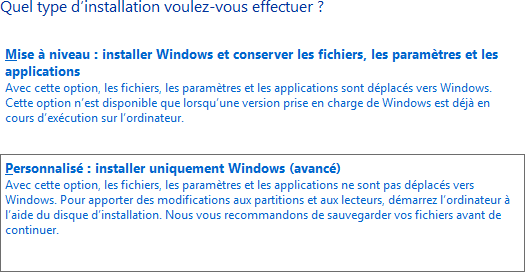 Quel type d'installation voulez-vous effectuer ?
Mise à niveau : installer Windows et conserver les fichiers, les paramètres et les
applications
Avec cette option, les fichiers, les paramètres et les applications sont déplacés vers Windows.
Cette option n'est disponible que lorsqu'une version prise en charge de Windows est déjà en
cours d'exécution sur l'ordinateur.
Personnalisé : installer uniquement Windows (avancé)
Avec cette option, les fichiers, les paramètres et les applications ne sont pas déplacés vers
Windows. Pour apporter des modifications aux partitions et aux lecteurs, démarrez l'ordinateur à
l'aide du disque d'installation. Nous vous recommandons de sauvegarder vos fichiers avant de
continuer.